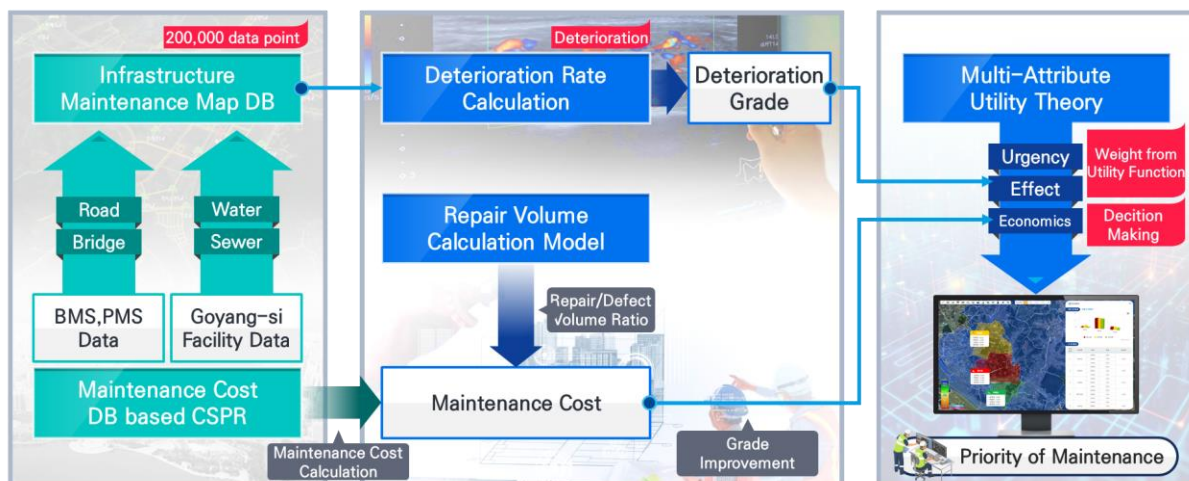 200,000 data point
Infrastructure
Maintenance Map DB
Road
Bridge
Water
Sewer
BMS,PMS
Data
Goyang-si
Facility Data
Maintenance Cost
DB based CSPR
Maintenance Cost
Calculation
Deterioration
Deterioration Rate
Calculation
Deterioration
Grade
Repair Volume
Calculation Model
Repair/Defect
Volume Ratio
Maintenance Cost
Grade
Improvement
Multi-Attribute
Utility Theory
Urgency
Effect
Economics
Weight from
Utility Function
Decition
Making
Priority of Maintenance